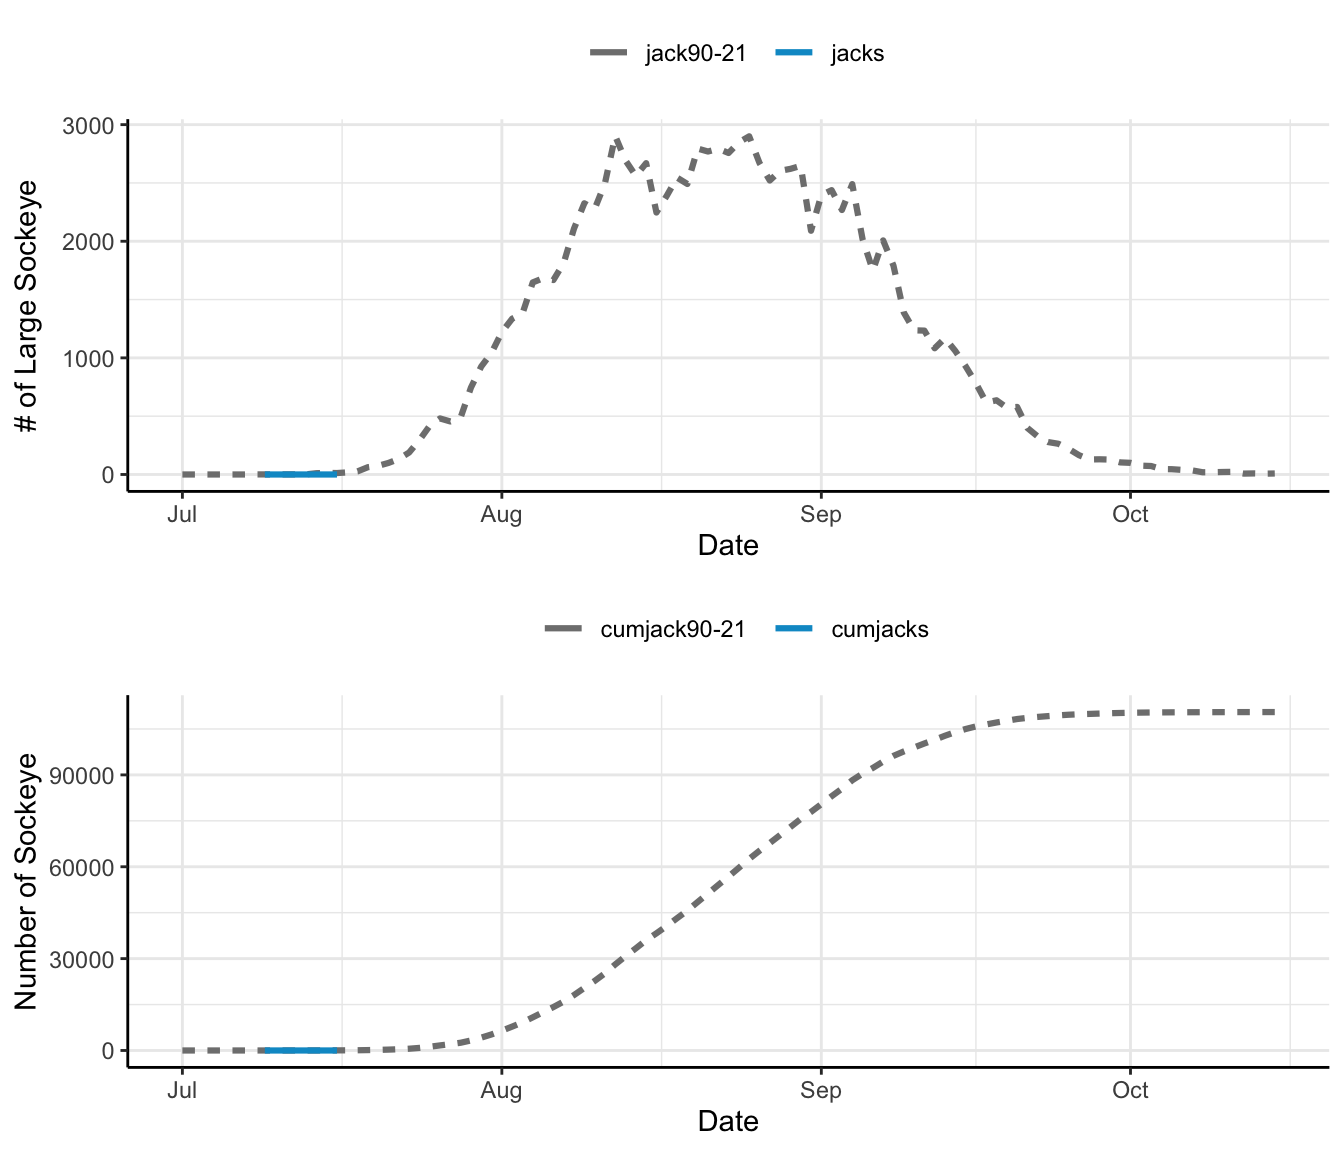 jack90-21 jacks
3000
2000
1000
0
# of Large Sockeye
Jul Aug Sep Oct
Date
cumjack90-21 cumjacks
90000
60000
30000
0
Number of Sockeye
Jul Aug Sep Oct
Date